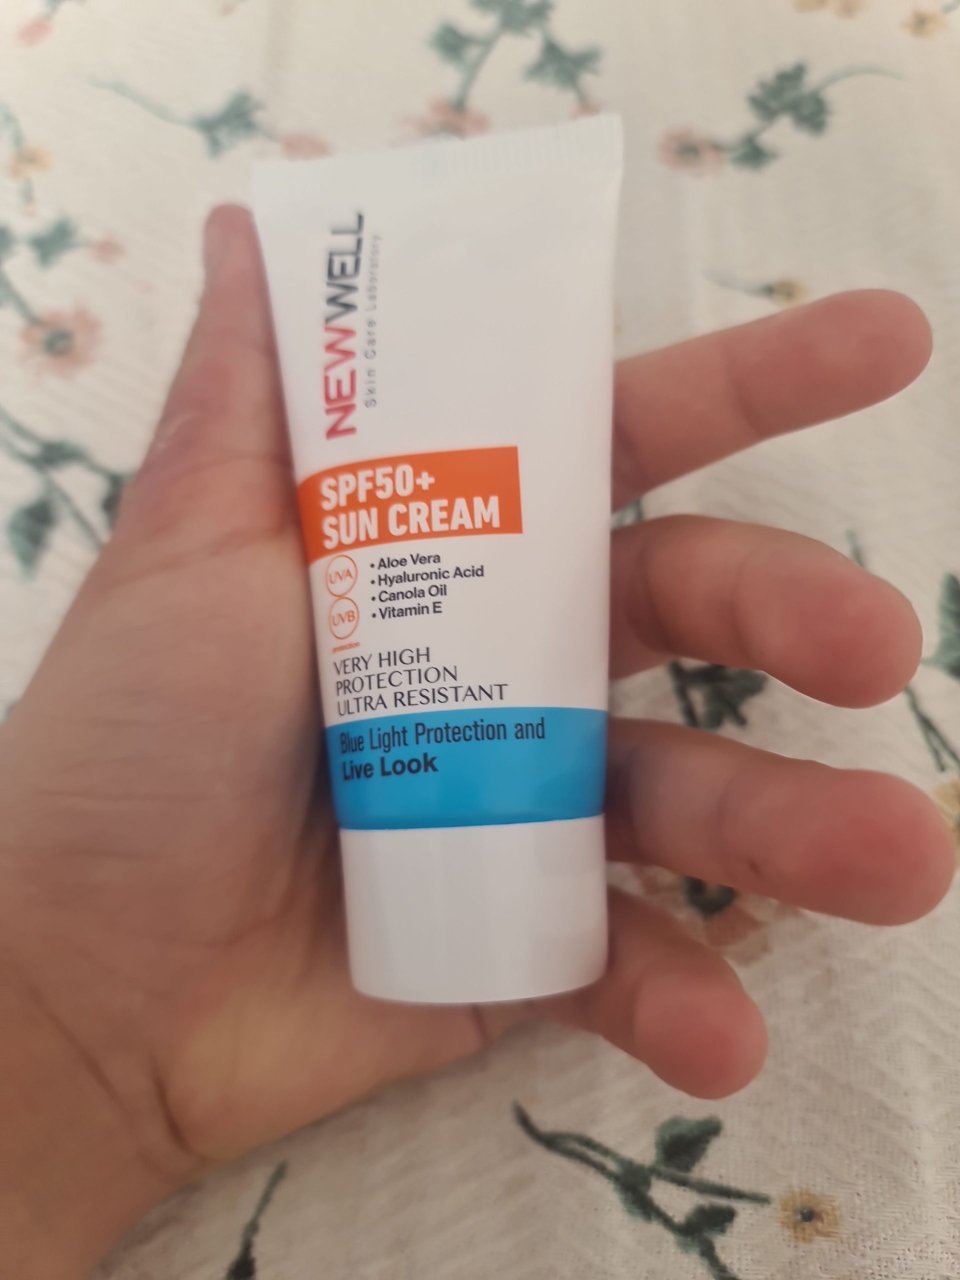 NEWWELL
Skin Care Laboratory
SPF50+
SUN CREAM
UVA
UVB
protection
• Aloe Vera
• Hyaluronic Acid
• Canola Oil
• Vitamin E
VERY HIGH
PROTECTION
ULTRA RESISTANT
Blue Light Protection and
Live Look